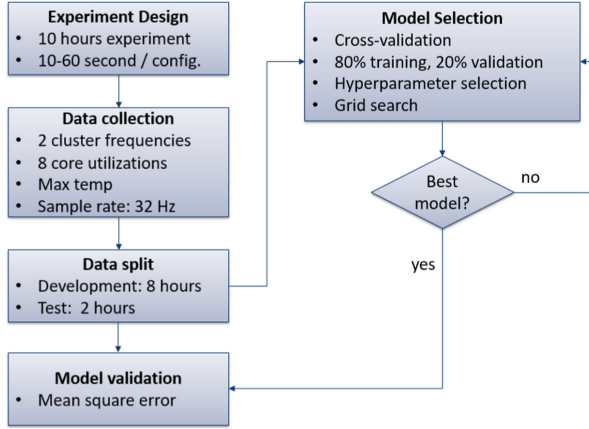 Experiment Design
• 10 hours experiment
• 10-60 second / config.
Data collection
• 2 cluster frequencies
• 8 core utilizations
• Max temp
• Sample rate: 32 Hz
Data split
• Development: 8 hours
• Test: 2 hours
Model validation
• Mean square error
Model Selection
• Cross-validation
• 80% training, 20% validation
• Hyperparameter selection
• Grid search
Best
model?
no
yes